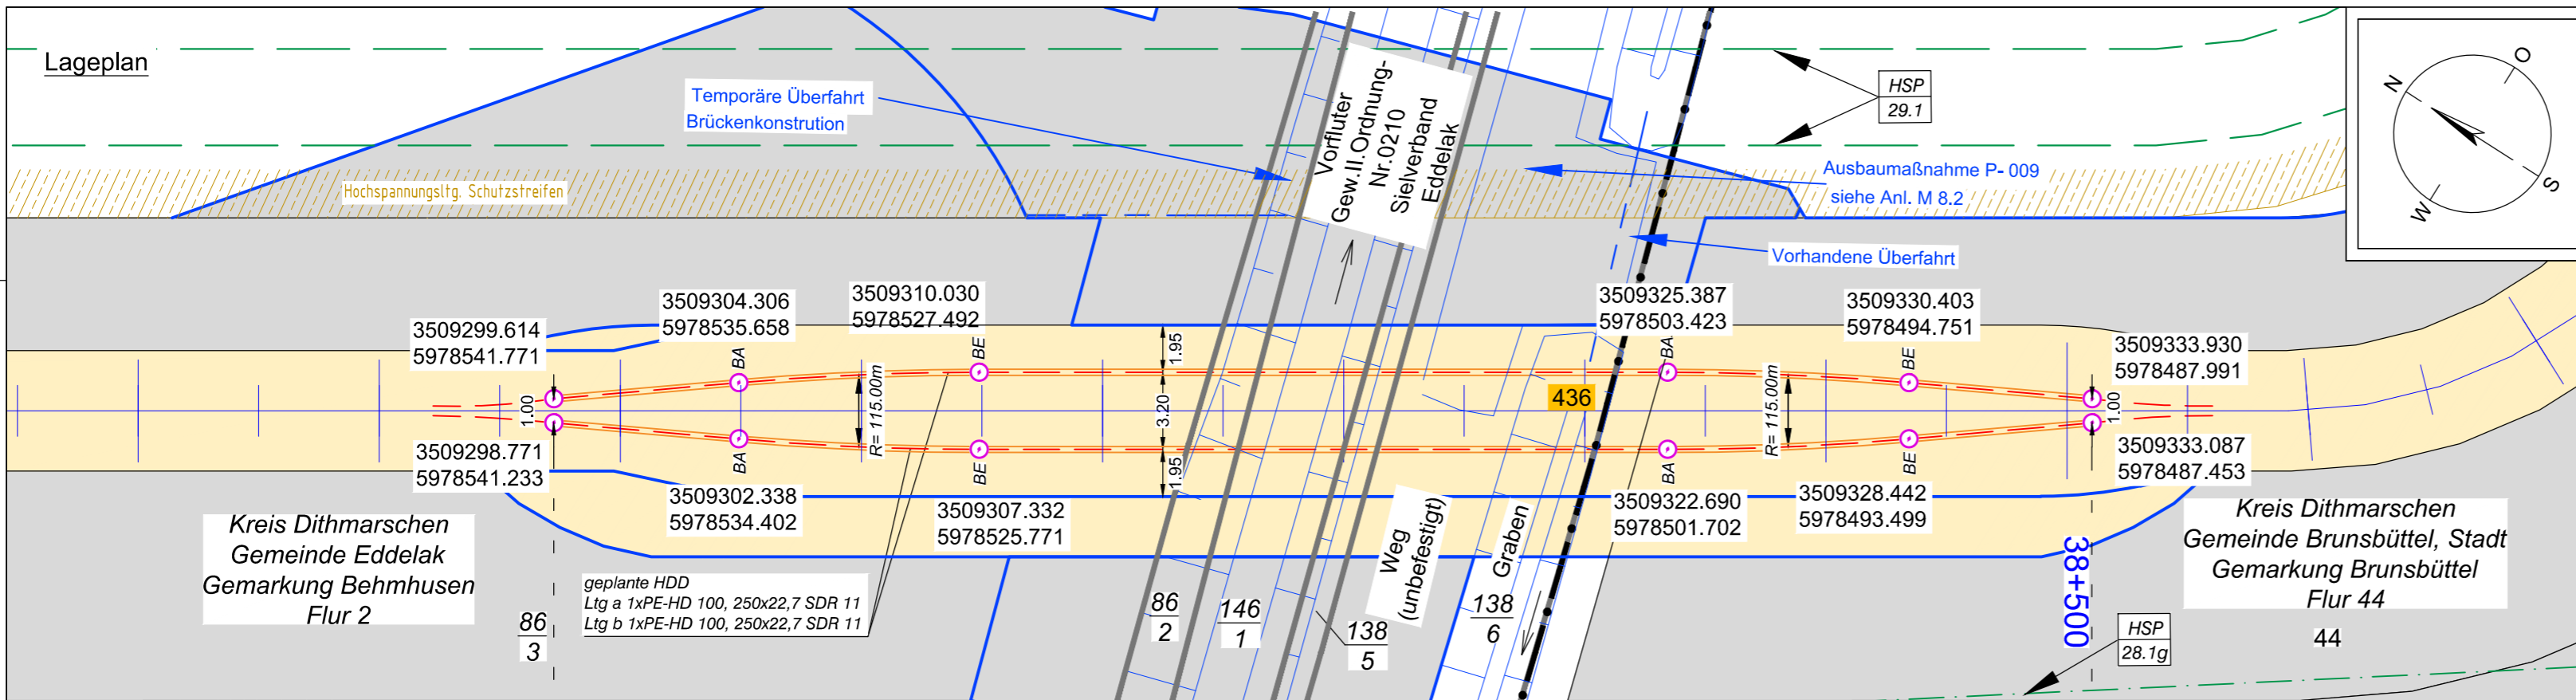 Lageplan
Temporäre Überfahrt
Brückenkonstrution
Hochspannungsltg. Schutzstreifen
Vorfluter
Gew.II.Ordnung-
Nr.0210
Sielverband
Eddelak
HSP
29.1
Ausbaumaßnahme P- 009
siehe Anl. M 8.2
Vorhandene Überfahrt
N
O
S
W
3509299.614
5978541.771
3509304.306
5978535.658
3509310.030
5978527.492
3509325.387
5978503.423
3509330.403
5978494.751
3509333.930
5978487.991
BA
BE
BA
BE
1.00
R= 115.00m
1.95
3.20
1.95
436
R= 115.00m
1.00
BA
BE
BA
BE
3509298.771
5978541.233
3509302.338
5978534.402
3509307.332
5978525.771
3509322.690
5978501.702
3509328.442
5978493.499
3509333.087
5978487.453
Kreis Dithmarschen
Gemeinde Eddelak
Gemarkung Behmhusen
Flur 2
86
3
geplante HDD
Ltg a 1xPE-HD 100, 250x22,7 SDR 11
Ltg b 1xPE-HD 100, 250x22,7 SDR 11
86
2
146
1
138
5
Weg
(unbefestigt)
Graben
138
6
38+500
Kreis Dithmarschen
Gemeinde Brunsbüttel, Stadt
Gemarkung Brunsbüttel
Flur 44
44
HSP
28.1g